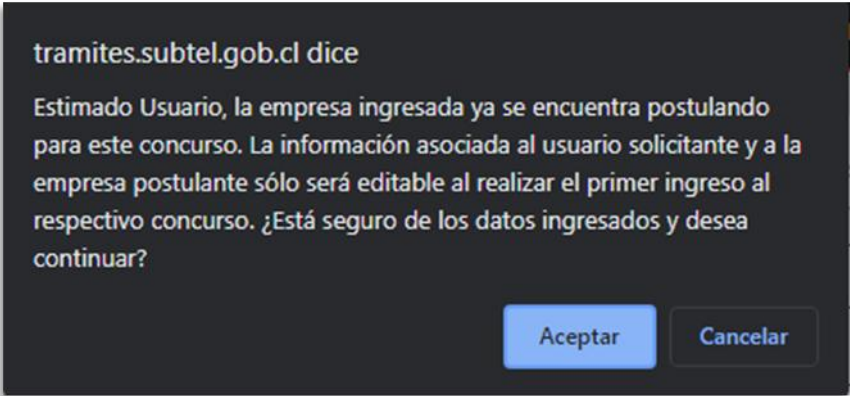 tramites.subtel.gob.cl dice
Estimado Usuario, la empresa ingresada ya se encuentra postulando
para este concurso. La información asociada al usuario solicitante y a la
empresa postulante sólo será editable al realizar el primer ingreso al
respectivo concurso. ¿Está seguro de los datos ingresados y desea
continuar?
Aceptar
Cancelar